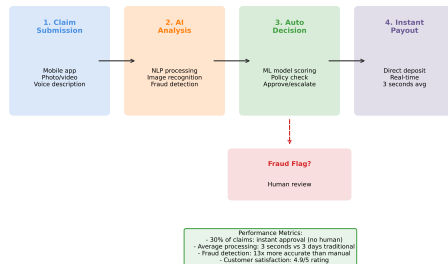 1. Claim
Submission
Mobile app
Photo/video
Voice description
2. AI
Analysis
NLP processing
Image recognition
Fraud detection
3. Auto
Decision
ML model scoring
Policy check
Approve/escalate
4. Instant
Payout
Direct deposit
Real-time
3 seconds avg
Fraud Flag?
Human review
Performance Metrics:
- 30% of claims: instant approval (no human)
- Average processing: 3 seconds vs 3 days traditional
- Fraud detection: 13x more accurate than manual
- Customer satisfaction: 4.9/5 rating